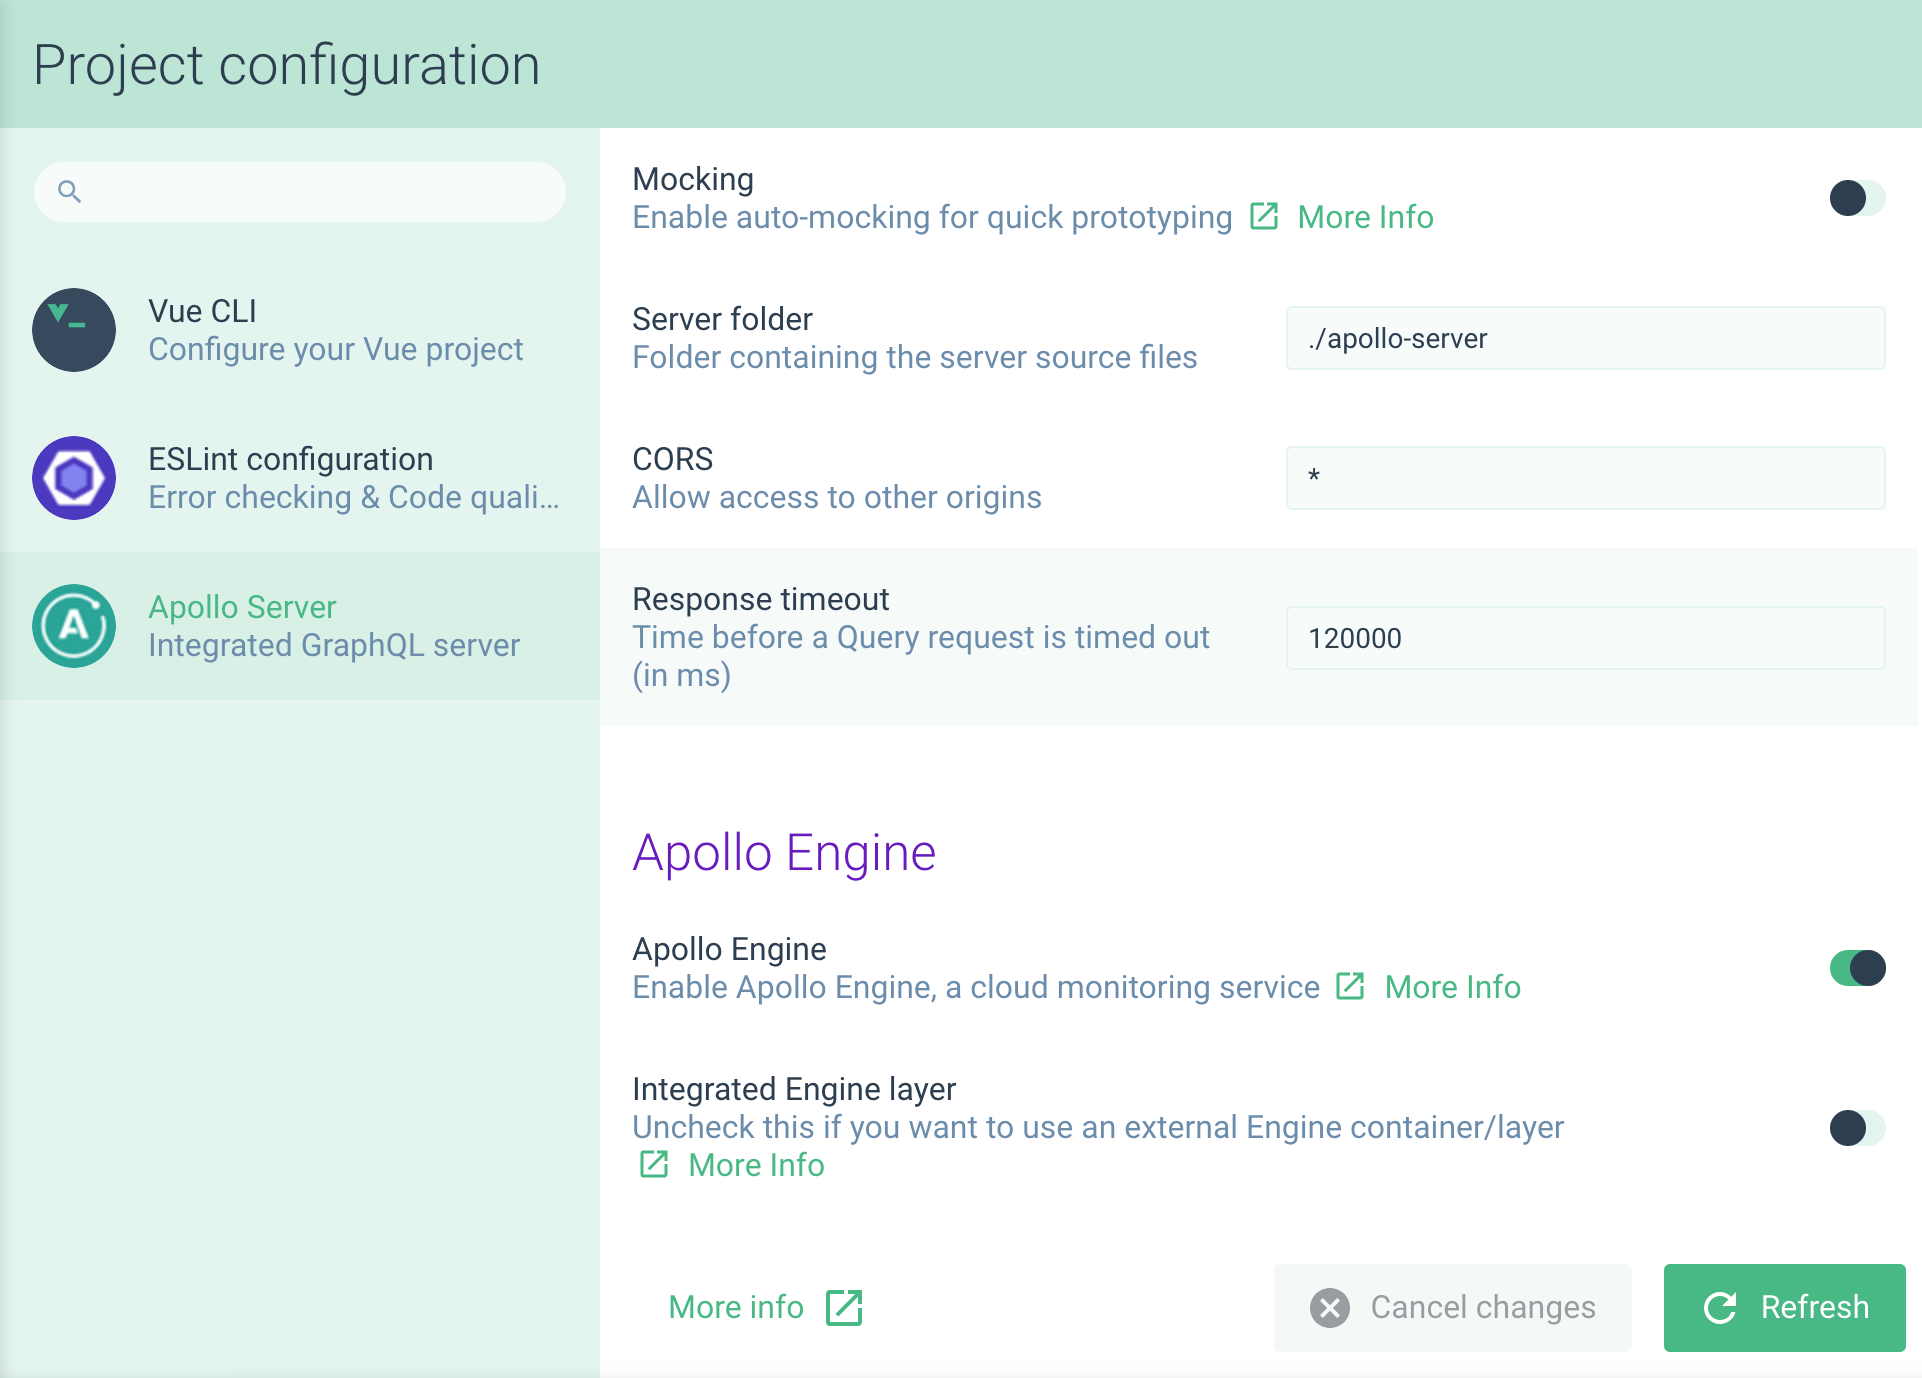 Project configuration
Vue CLI
Configure your Vue project
ESLint configuration
Error checking & Code quali...
Apollo Server
Integrated GraphQL server
Mocking
Enable auto-mocking for quick prototyping More Info
Server folder
Folder containing the server source files
./apollo-server
CORS
Allow access to other origins
*
Response timeout
Time before a Query request is timed out
(in ms)
120000
Apollo Engine
Apollo Engine
Enable Apollo Engine, a cloud monitoring service More Info
Integrated Engine layer
Uncheck this if you want to use an external Engine container/layer
More Info
More info
Cancel changes
Refresh